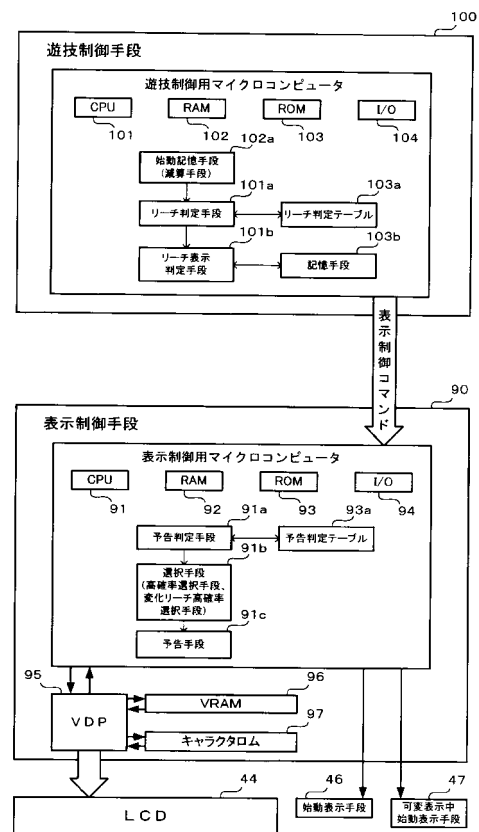 100
遊技制御手段
遊技制御用マイクロコンピュータ
CPU
RAM
ROM
I/O
101
102
103
104
102a
始動記憶手段
(減算手段)
101a
103a
リーチ判定手段
リーチ判定テーブル
101b
103b
リーチ表示
判定手段
記憶手段
表示制御コマンド
90
表示制御手段
表示制御用マイクロコンピュータ
CPU
RAM
ROM
I/O
91
92
93
94
91a
93a
予告判定手段
予告判定テーブル
91b
選択手段
(高確率選択手段、
変化リーチ高確率
選択手段)
91c
予告手段
95
96
VDP
VRAM
97
キャラクタロム
44
46
47
LCD
始動表示手段
可変表示中
始動表示手段